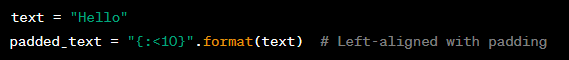 text = "Hello"
padded_text = "{:<10}".format(text)  # Left-aligned with padding